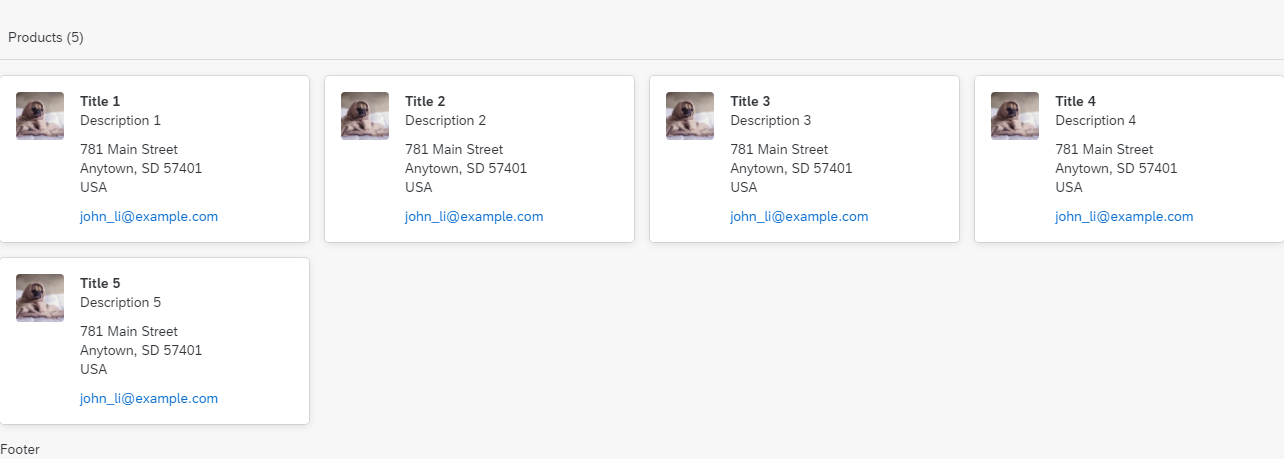 Products (5)
Title 1
Description 1
781 Main Street
Anytown, SD 57401
USA
john_li@example.com
Title 2
Description 2
781 Main Street
Anytown, SD 57401
USA
john_li@example.com
Title 3
Description 3
781 Main Street
Anytown, SD 57401
USA
john_li@example.com
Title 4
Description 4
781 Main Street
Anytown, SD 57401
USA
john_li@example.com
Title 5
Description 5
781 Main Street
Anytown, SD 57401
USA
john_li@example.com
Footer